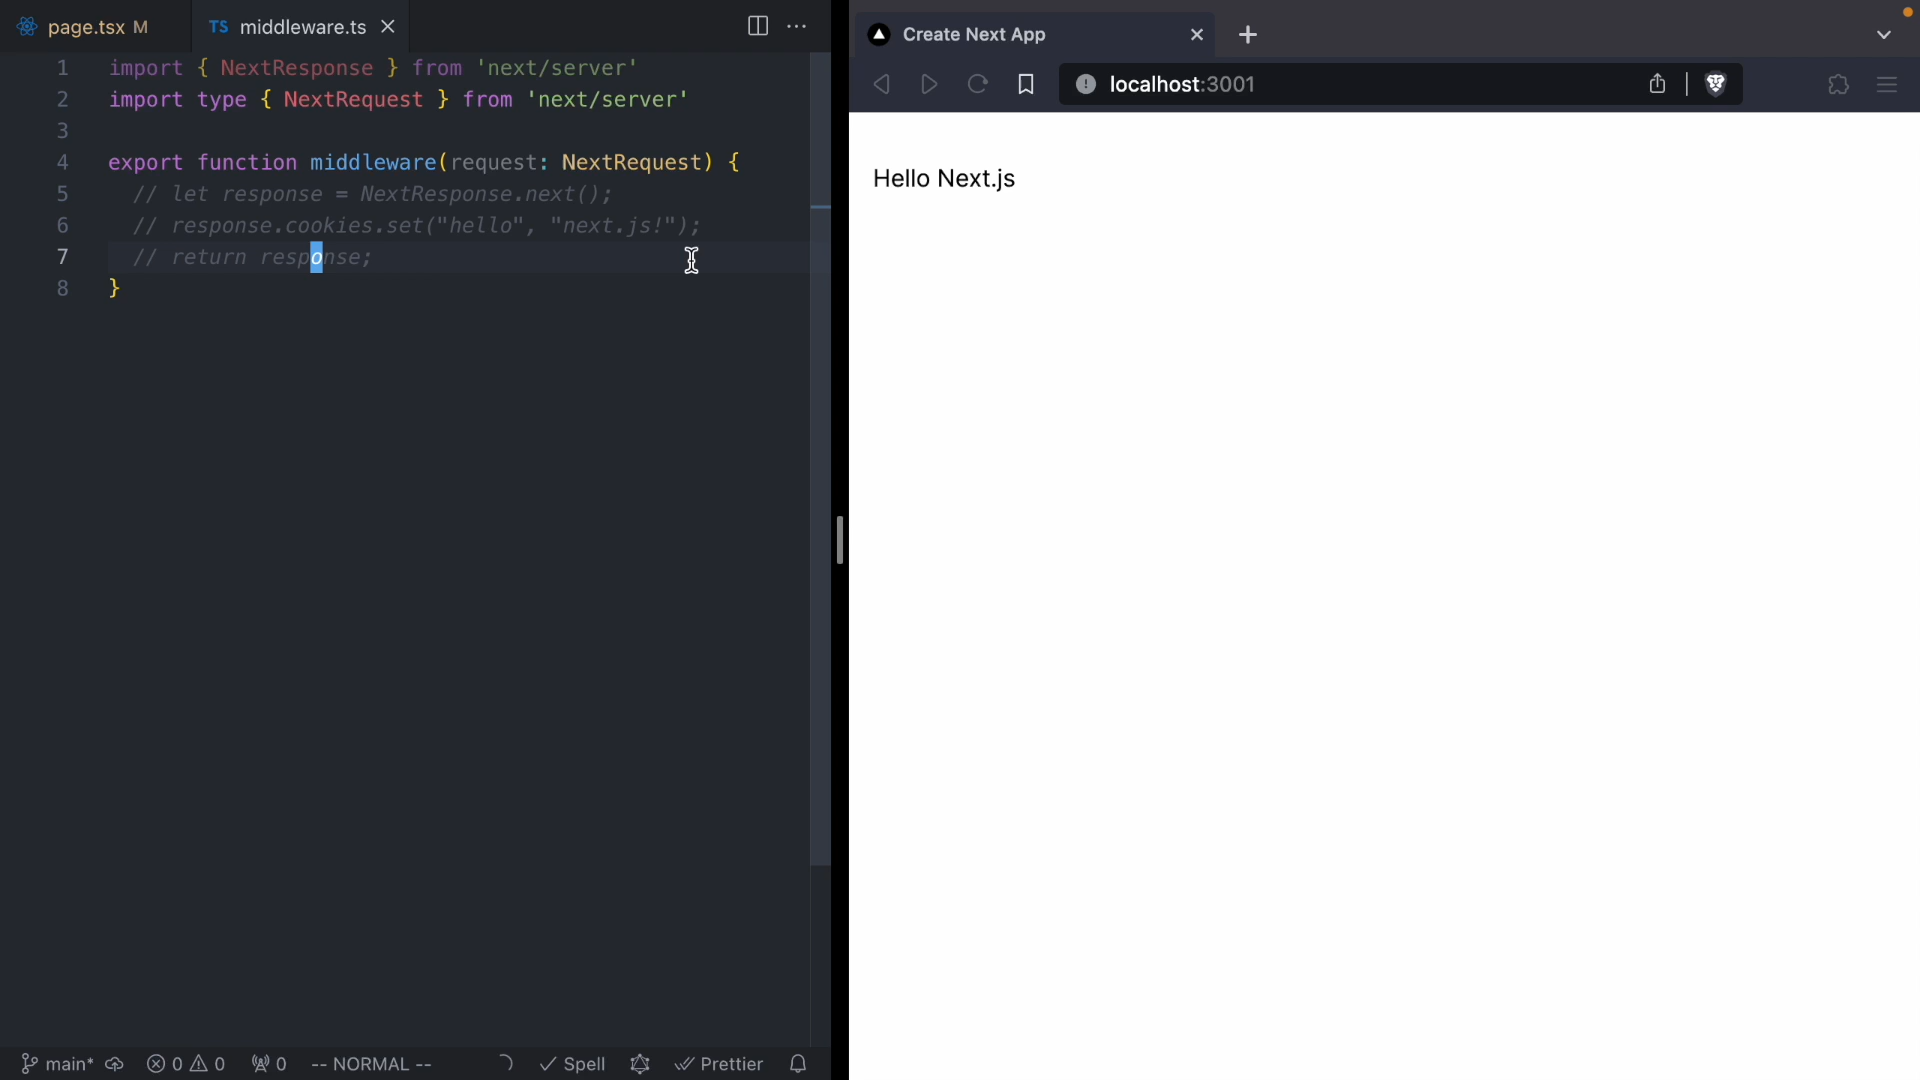 page.tsx M
TS middleware.ts
1 import { NextResponse } from 'next/server'
2 import type { NextRequest } from 'next/server'
3
4 export function middleware(request: NextRequest) {
5 // let response = NextResponse.next();
6 // response.cookies.set("hello", "next.js!");
7 // return response;
8 }
main* 0 0 0 -- NORMAL -- Spell Prettier
Create Next App
localhost:3001
Hello Next.js